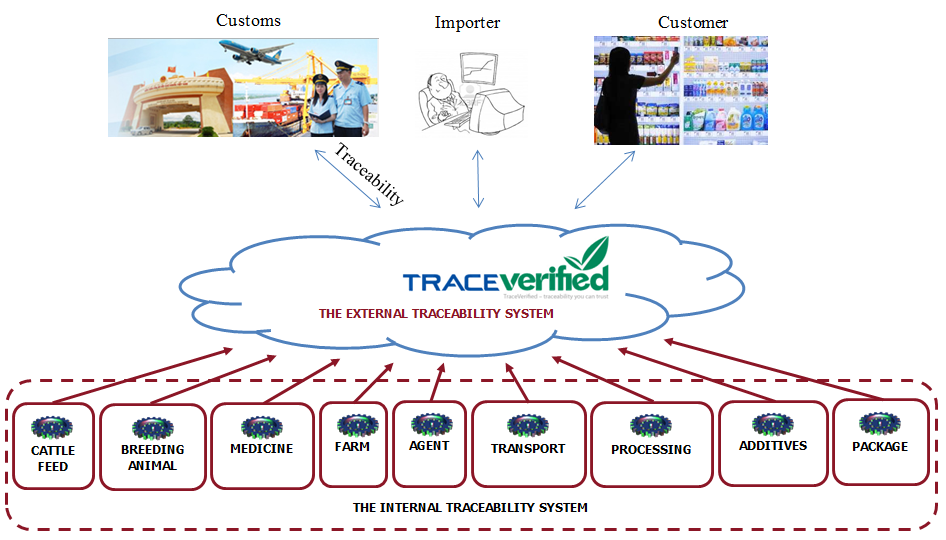 Customs
Importer
Customer
Traceability
TRACEverified
TraceVerified – traceability you can trust
THE EXTERNAL TRACEABILITY SYSTEM
CATTLE
FEED
BREEDING
ANIMAL
MEDICINE
FARM
AGENT
TRANSPORT
PROCESSING
ADDITIVES
PACKAGE
THE INTERNAL TRACEABILITY SYSTEM